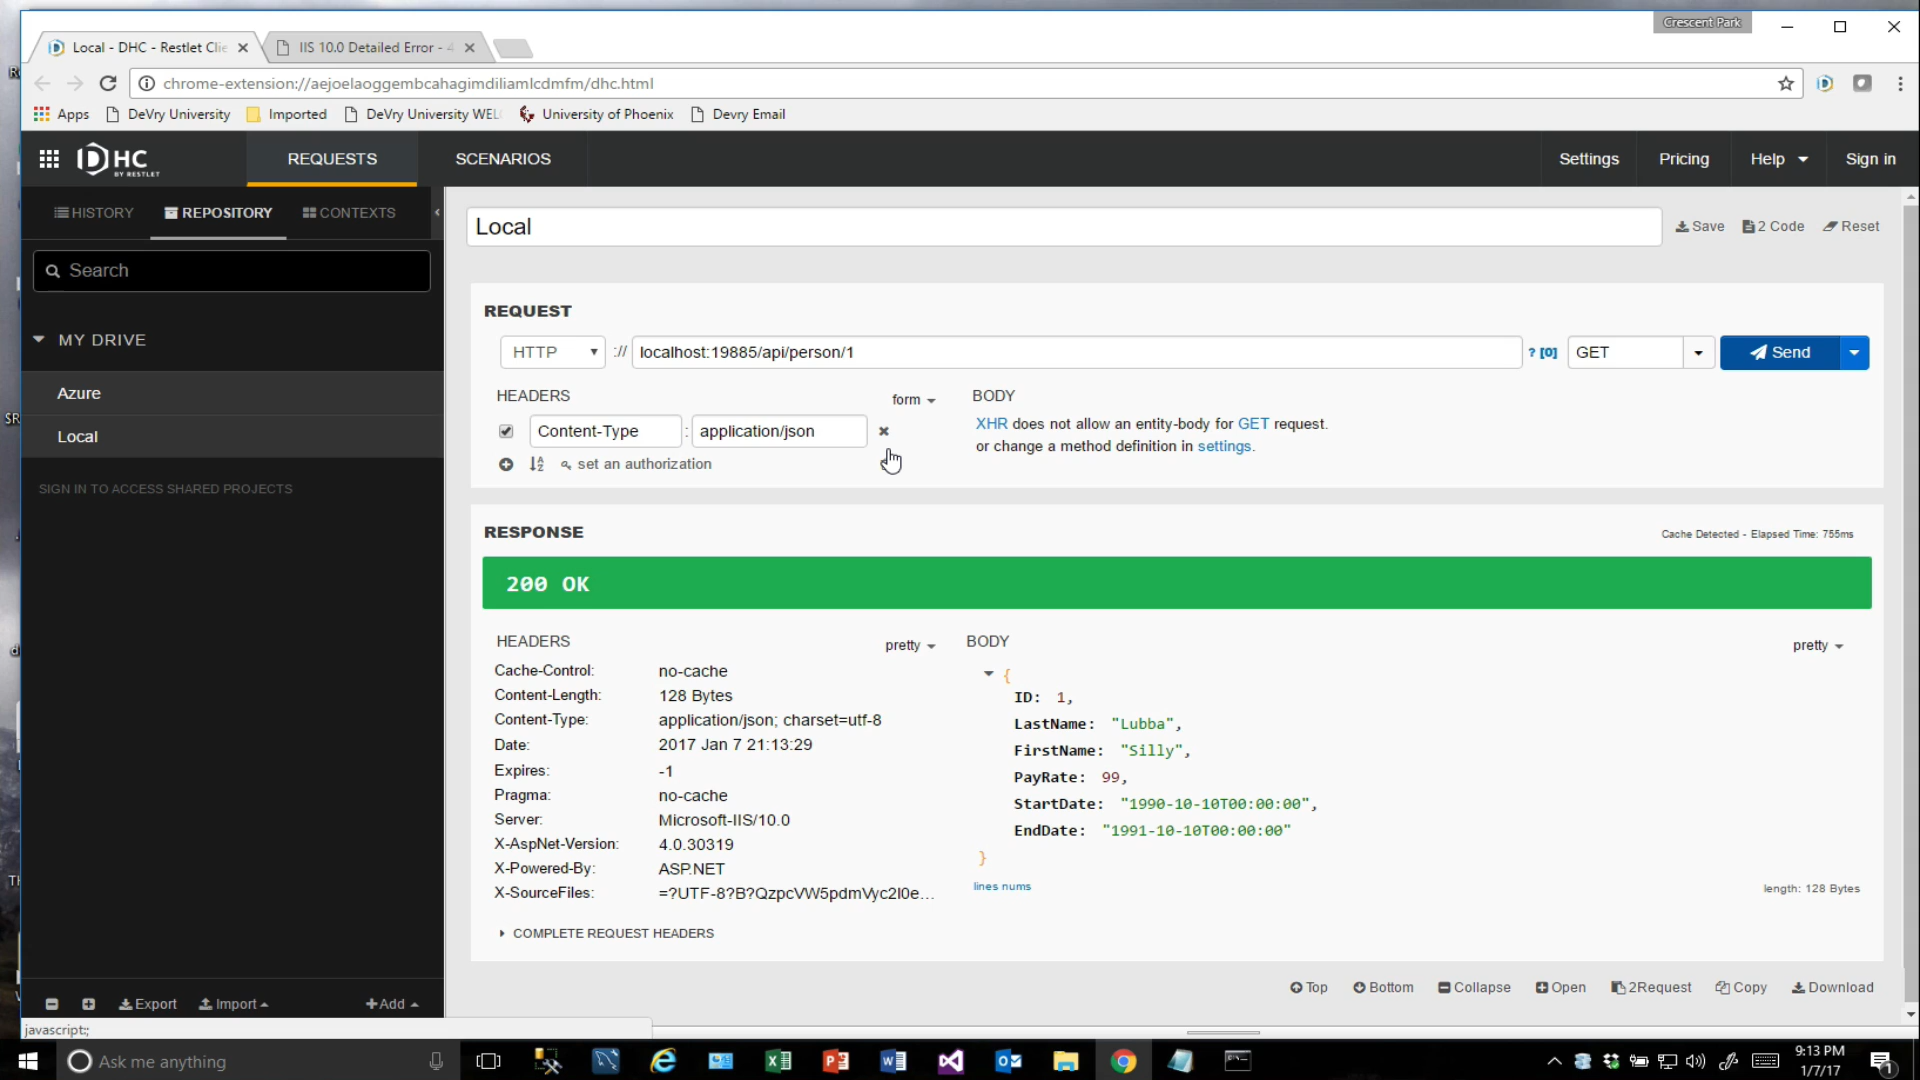 Crescent Park
Local - DHC - Restlet Clie
IIS 10.0 Detailed Error - 4
chrome-extension://aejoelaoggembcahagimdiliamlcdmfm/dhc.html
Apps DeVry University Imported DeVry University WEL University of Phoenix Devry Email
DHC BY RESTLET
REQUESTS SCENARIOS Settings Pricing Help Sign in
HISTORY REPOSITORY CONTEXTS
Search
MY DRIVE
Azure
Local
SIGN IN TO ACCESS SHARED PROJECTS
Export Import +Add
javascript:;
Local
Save 2 Code Reset
REQUEST
HTTP :// localhost:19885/api/person/1 ? [0] GET Send
HEADERS form
Content-Type : application/json
set an authorization
BODY
XHR does not allow an entity-body for GET request.
or change a method definition in settings.
RESPONSE
Cache Detected - Elapsed Time: 755ms
200 OK
HEADERS pretty
Cache-Control: no-cache
Content-Length: 128 Bytes
Content-Type: application/json; charset=utf-8
Date: 2017 Jan 7 21:13:29
Expires: -1
Pragma: no-cache
Server: Microsoft-IIS/10.0
X-AspNet-Version: 4.0.30319
X-Powered-By: ASP.NET
X-SourceFiles: =?UTF-8?B?QzpcVW5pdmVyc2l0e...
COMPLETE REQUEST HEADERS
BODY pretty
{
ID: 1,
LastName: "Lubba",
FirstName: "Silly",
PayRate: 99,
StartDate: "1990-10-10T00:00:00",
EndDate: "1991-10-10T00:00:00"
}
lines nums
length: 128 Bytes
Top Bottom Collapse Open 2Request Copy Download
Ask me anything
9:13 PM
1/7/17
1